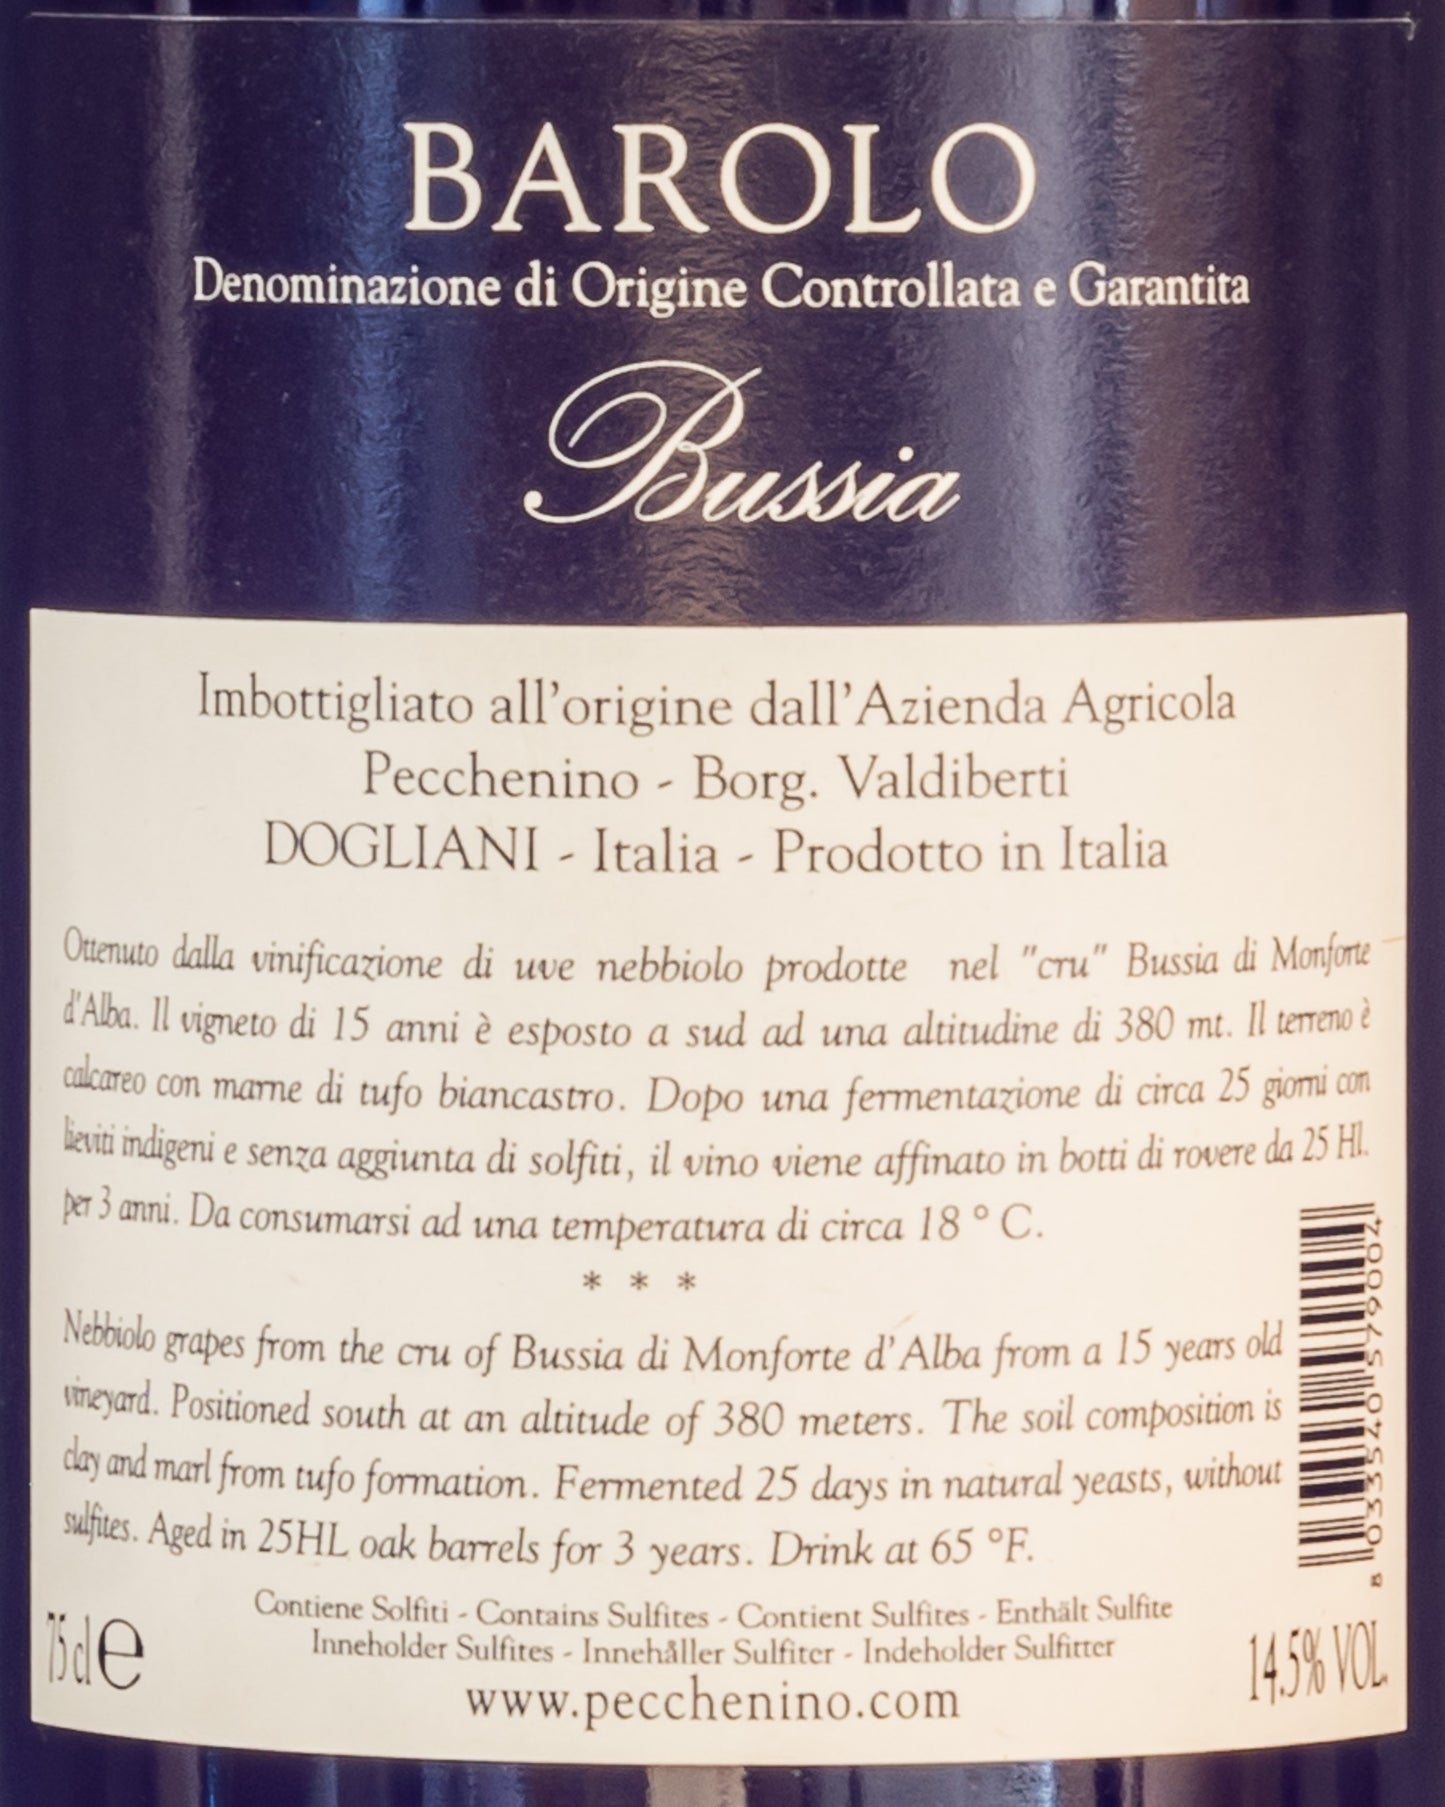 BAROLO
Denominazione di Origine Controllata e Garantita
Bussia
Imbottigliato all'origine dall'Azienda Agricola
Pecchenino - Borg. Valdiberti
DOGLIANI - Italia - Prodotto in Italia
Ottenuto dalla vinificazione di uve nebbiolo prodotte nel "cru" Bussia di Monforte
d'Alba. Il vigneto di 15 anni è esposto a sud ad una altitudine di 380 mt. Il terreno è
calcareo con marne di tufo biancastro. Dopo una fermentazione di circa 25 giorni con
lieviti indigeni e senza aggiunta di solfiti, il vino viene affinato in botti di rovere da 25 Hl.
per 3 anni. Da consumarsi ad una temperatura di circa 18 ° C.
* * *
Nebbiolo grapes from the cru of Bussia di Monforte d'Alba from a 15 years old
vineyard. Positioned south at an altitude of 380 meters. The soil composition is
clay and marl from tufo formation. Fermented 25 days in natural yeasts, without
sulfites. Aged in 25HL oak barrels for 3 years. Drink at 65 °F.
8 033540 579004
Contiene Solfiti - Contains Sulfites - Contient Sulfites - Enthält Sulfite
Inneholder Sulfites - Innehåller Sulfiter - Indeholder Sulfitter
75 cl e
www.pecchenino.com
14.5% VOL.